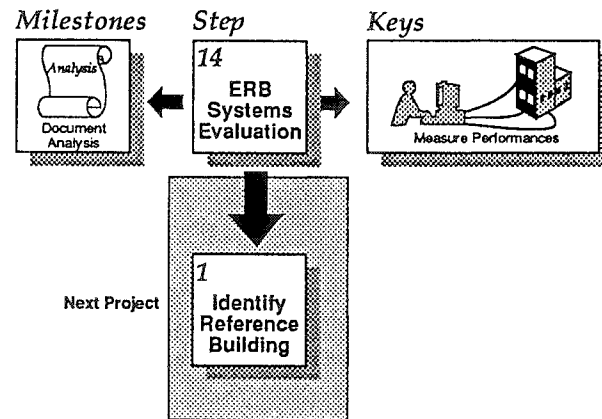 Milestones
Step
Keys
Analysis
Document
Analysis
14
ERB
Systems
Evaluation
Measure Performances
Next Project
1
Identify
Reference
Building